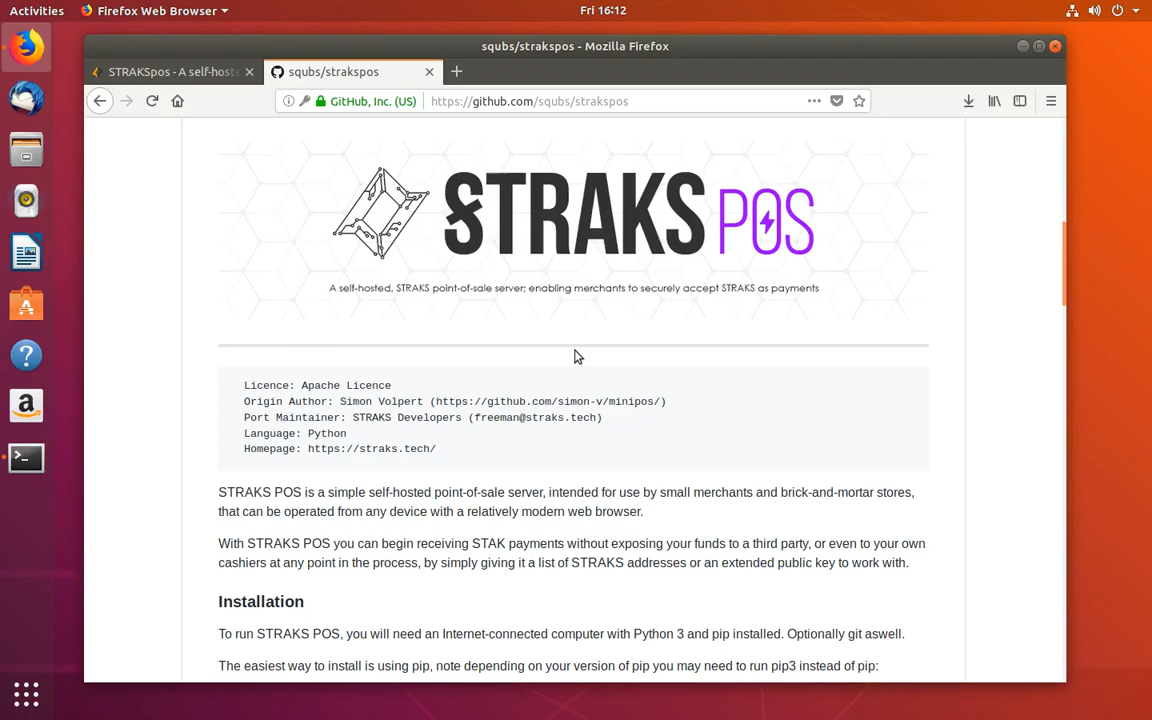 Activities
Firefox Web Browser
Fri 16:12
squbs/strakspos - Mozilla Firefox
STRAKSpos - A self-host
squbs/strakspos
GitHub, Inc. (US)
https://github.com/squbs/strakspos
STRAKS POS
A self-hosted, STRAKS point-of-sale server; enabling merchants to securely accept STRAKS as payments
Licence: Apache Licence
Origin Author: Simon Volpert (https://github.com/simon-v/minipos/)
Port Maintainer: STRAKS Developers (freeman@straks.tech)
Language: Python
Homepage: https://straks.tech/
STRAKS POS is a simple self-hosted point-of-sale server, intended for use by small merchants and brick-and-mortar stores,
that can be operated from any device with a relatively modern web browser.
With STRAKS POS you can begin receiving STAK payments without exposing your funds to a third party, or even to your own
cashiers at any point in the process, by simply giving it a list of STRAKS addresses or an extended public key to work with.
Installation
To run STRAKS POS, you will need an Internet-connected computer with Python 3 and pip installed. Optionally git aswell.
The easiest way to install is using pip, note depending on your version of pip you may need to run pip3 instead of pip: